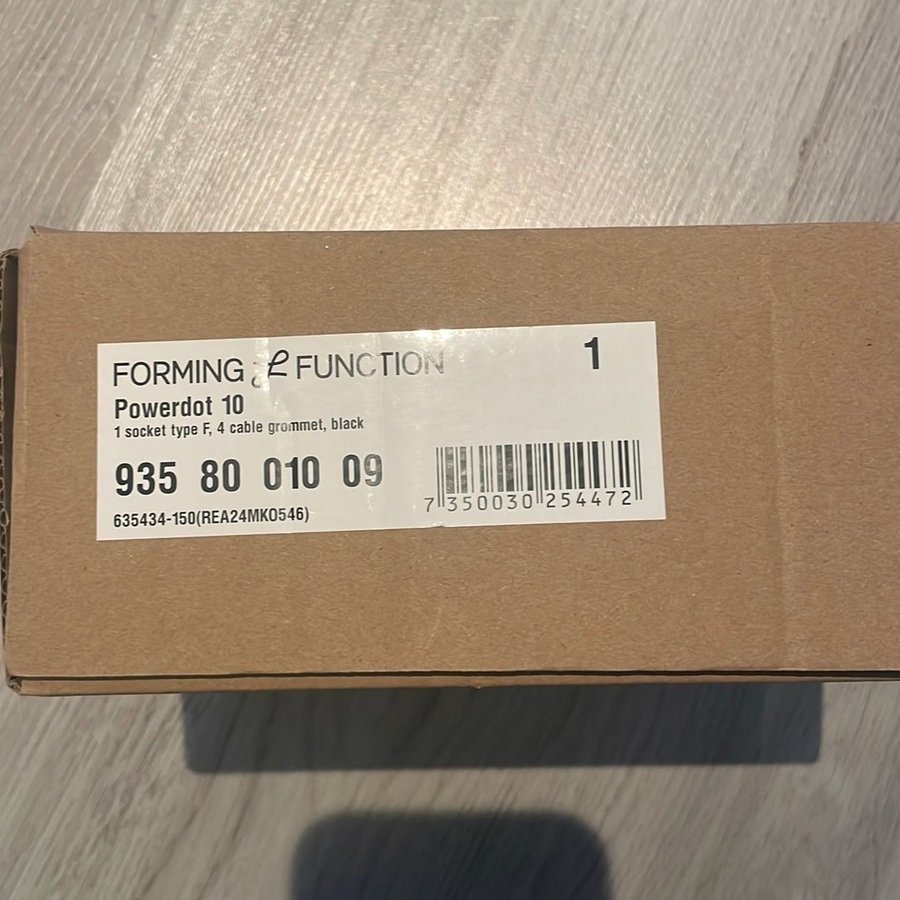 FORMING & FUNCTION
1
Powerdot 10
1 socket type F, 4 cable grommet, black
935 80 010 09
7 350030 254472
635434-150(REA24MKO546)